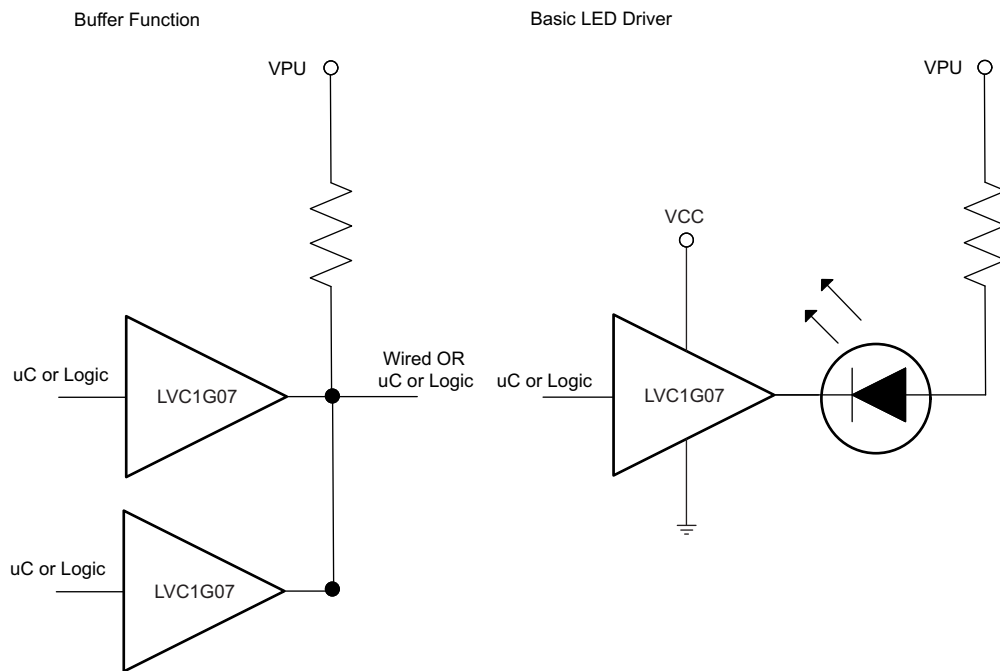 Buffer Function
Basic LED Driver
VPU
VPU
VCC
uC or Logic
LVC1G07
Wired OR
uC or Logic
uC or Logic
LVC1G07
uC or Logic
LVC1G07